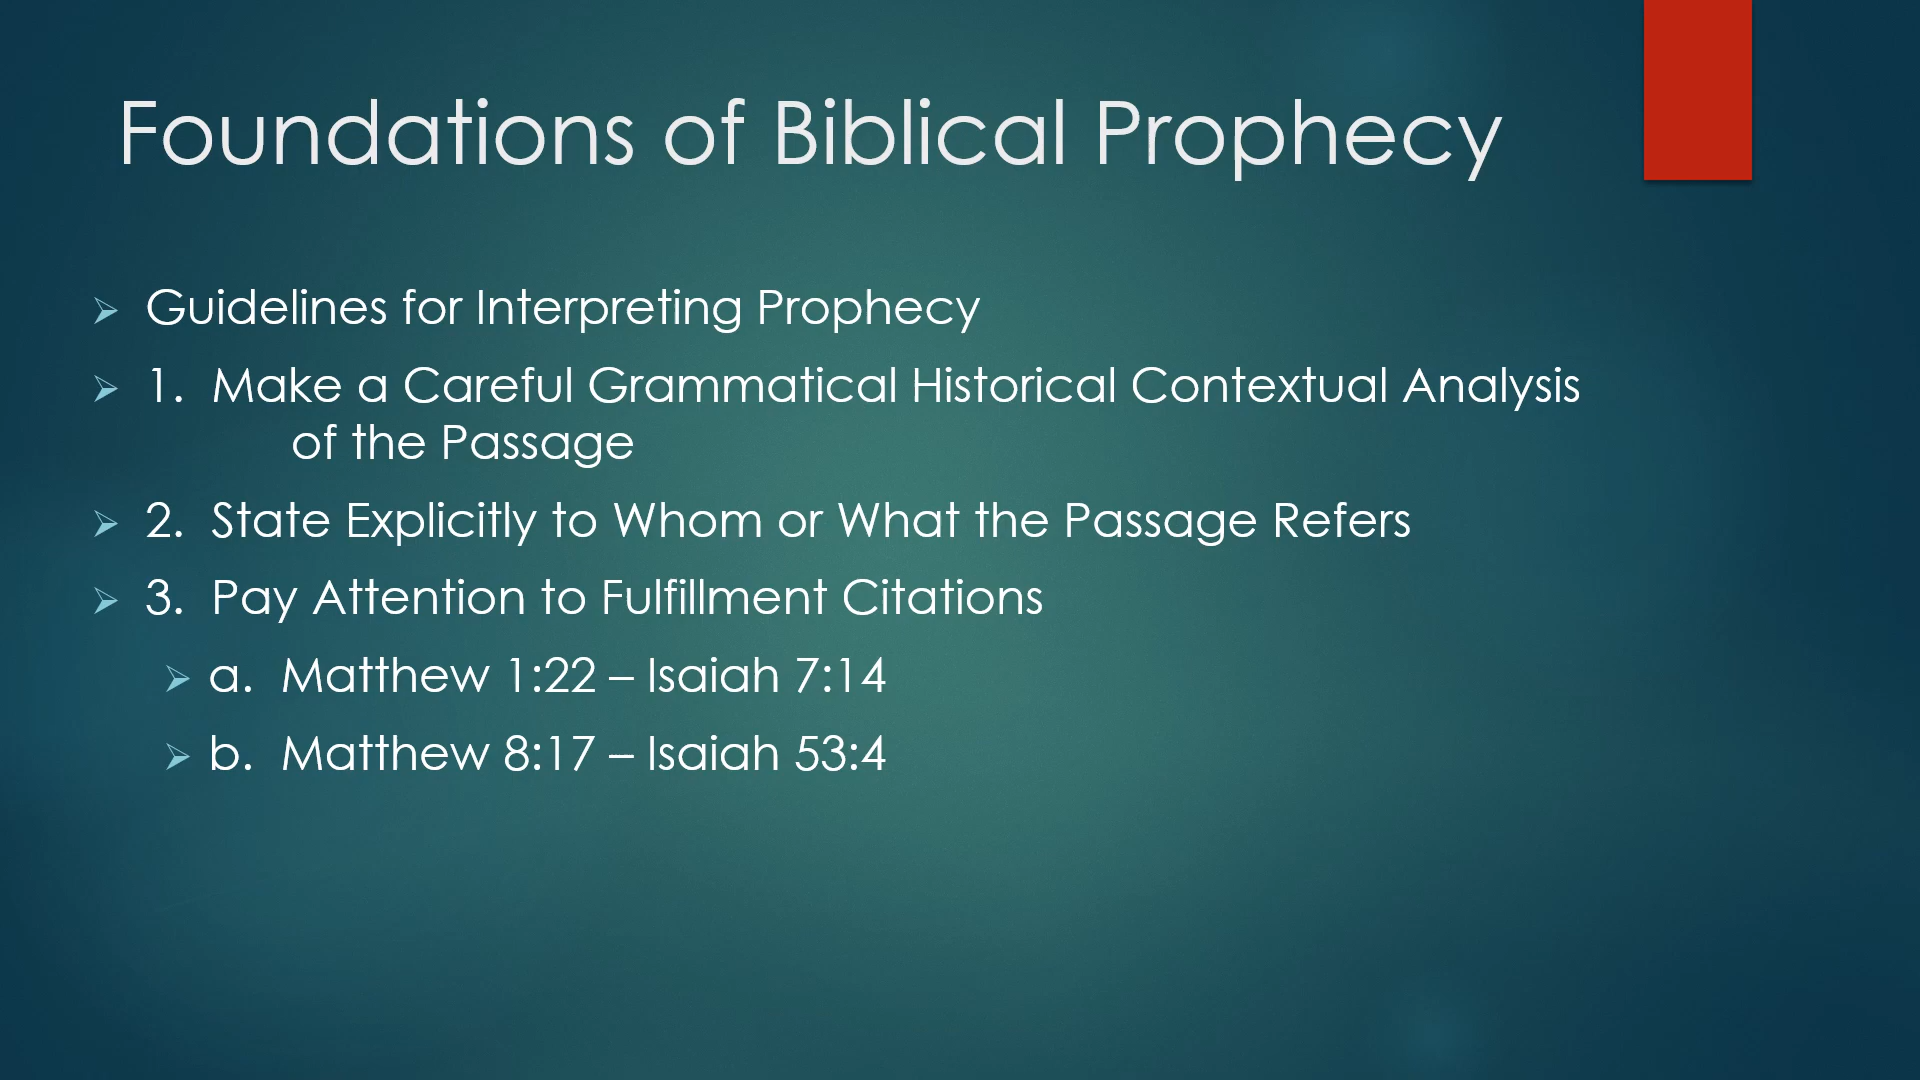 Foundations of Biblical Prophecy
Guidelines for Interpreting Prophecy
1. Make a Careful Grammatical Historical Contextual Analysis
of the Passage
2. State Explicitly to Whom or What the Passage Refers
3. Pay Attention to Fulfillment Citations
a. Matthew 1:22 – Isaiah 7:14
b. Matthew 8:17 – Isaiah 53:4